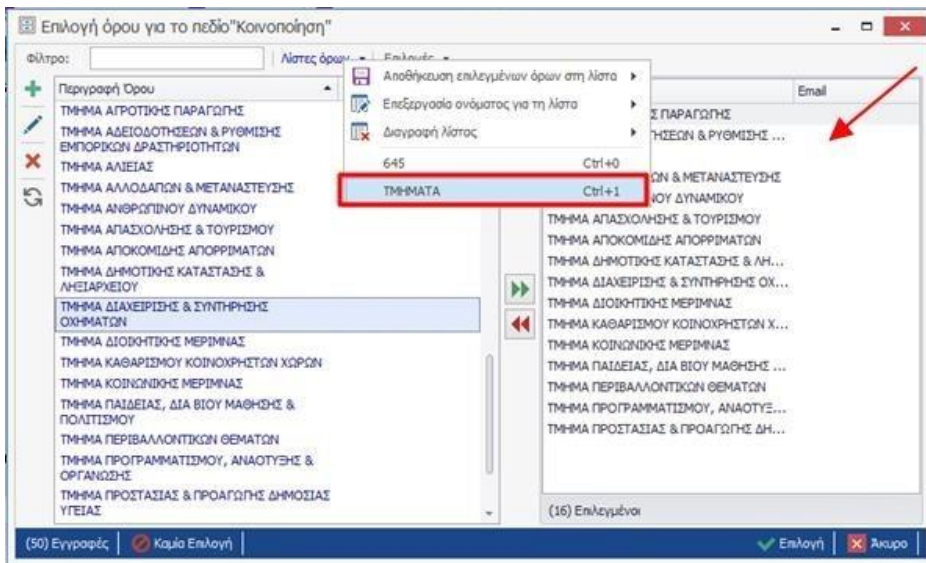 Επιλογή όρου για το πεδίο"Κοινοποίηση"
Φίλτρο:
Λίστες όρων
Επιλογές
Περιγραφή Όρου
ΤΜΗΜΑ ΑΓΡΟΤΙΚΗΣ ΠΑΡΑΓΩΓΗΣ
ΤΜΗΜΑ ΑΔΕΙΟΔΟΤΗΣΕΩΝ & ΡΥΘΜΙΣΗΣ
ΕΜΠΟΡΙΚΩΝ ΔΡΑΣΤΗΡΙΟΤΗΤΩΝ
ΤΜΗΜΑ ΑΛΙΕΙΑΣ
ΤΜΗΜΑ ΑΛΛΟΔΑΠΩΝ & ΜΕΤΑΝΑΣΤΕΥΣΗΣ
ΤΜΗΜΑ ΑΝΘΡΩΠΙΝΟΥ ΔΥΝΑΜΙΚΟΥ
ΤΜΗΜΑ ΑΠΑΣΧΟΛΗΣΗΣ & ΤΟΥΡΙΣΜΟΥ
ΤΜΗΜΑ ΑΠΟΚΟΜΙΔΗΣ ΑΠΟΡΡΙΜΑΤΩΝ
ΤΜΗΜΑ ΔΗΜΟΤΙΚΗΣ ΚΑΤΑΣΤΑΣΗΣ &
ΛΗΞΙΑΡΧΕΙΟΥ
ΤΜΗΜΑ ΔΙΑΧΕΙΡΙΣΗΣ & ΣΥΝΤΗΡΗΣΗΣ
ΟΧΗΜΑΤΩΝ
ΤΜΗΜΑ ΔΙΟΙΚΗΤΙΚΗΣ ΜΕΡΙΜΝΑΣ
ΤΜΗΜΑ ΚΑΘΑΡΙΣΜΟΥ ΚΟΙΝΟΧΡΗΣΤΩΝ ΧΩΡΩΝ
ΤΜΗΜΑ ΚΟΙΝΩΝΙΚΗΣ ΜΕΡΙΜΝΑΣ
ΤΜΗΜΑ ΠΑΙΔΕΙΑΣ, ΔΙΑ ΒΙΟΥ ΜΑΘΗΣΗΣ &
ΠΟΛΙΤΙΣΜΟΥ
ΤΜΗΜΑ ΠΕΡΙΒΑΛΛΟΝΤΙΚΩΝ ΘΕΜΑΤΩΝ
ΤΜΗΜΑ ΠΡΟΓΡΑΜΜΑΤΙΣΜΟΥ, ΑΝΑΟΤΥΞΗΣ &
ΟΡΓΑΝΩΣΗΣ
ΤΜΗΜΑ ΠΡΟΣΤΑΣΙΑΣ & ΠΡΟΑΓΩΓΗΣ ΔΗΜΟΣΙΑΣ
ΥΓΕΙΑΣ
Αποθήκευση επιλεγμένων όρων στη λίστα
Επεξεργασία ονόματος για τη λίστα
Διαγραφή λίστας
645 Ctrl+0
ΤΜΗΜΑΤΑ Ctrl+1
Email
Σ ΠΑΡΑΓΩΓΗΣ
ΤΗΣΕΩΝ & ΡΥΘΜΙΣΗΣ ...
ΩΝ & ΜΕΤΑΝΑΣΤΕΥΣΗΣ
ΝΟΥ ΔΥΝΑΜΙΚΟΥ
ΤΜΗΜΑ ΑΠΑΣΧΟΛΗΣΗΣ & ΤΟΥΡΙΣΜΟΥ
ΤΜΗΜΑ ΑΠΟΚΟΜΙΔΗΣ ΑΠΟΡΡΙΜΑΤΩΝ
ΤΜΗΜΑ ΔΗΜΟΤΙΚΗΣ ΚΑΤΑΣΤΑΣΗΣ & ΛΗ...
ΤΜΗΜΑ ΔΙΑΧΕΙΡΙΣΗΣ & ΣΥΝΤΗΡΗΣΗΣ ΟΧ...
ΤΜΗΜΑ ΔΙΟΙΚΗΤΙΚΗΣ ΜΕΡΙΜΝΑΣ
ΤΜΗΜΑ ΚΑΘΑΡΙΣΜΟΥ ΚΟΙΝΟΧΡΗΣΤΩΝ Χ...
ΤΜΗΜΑ ΚΟΙΝΩΝΙΚΗΣ ΜΕΡΙΜΝΑΣ
ΤΜΗΜΑ ΠΑΙΔΕΙΑΣ, ΔΙΑ ΒΙΟΥ ΜΑΘΗΣΗΣ ...
ΤΜΗΜΑ ΠΕΡΙΒΑΛΛΟΝΤΙΚΩΝ ΘΕΜΑΤΩΝ
ΤΜΗΜΑ ΠΡΟΓΡΑΜΜΑΤΙΣΜΟΥ, ΑΝΑΟΤΥΞ...
ΤΜΗΜΑ ΠΡΟΣΤΑΣΙΑΣ & ΠΡΟΑΓΩΓΗΣ ΔΗ...
(16) Επιλεγμένοι
(50) Εγγραφές
Καμία Επιλογή
Επιλογή
Άκυρο